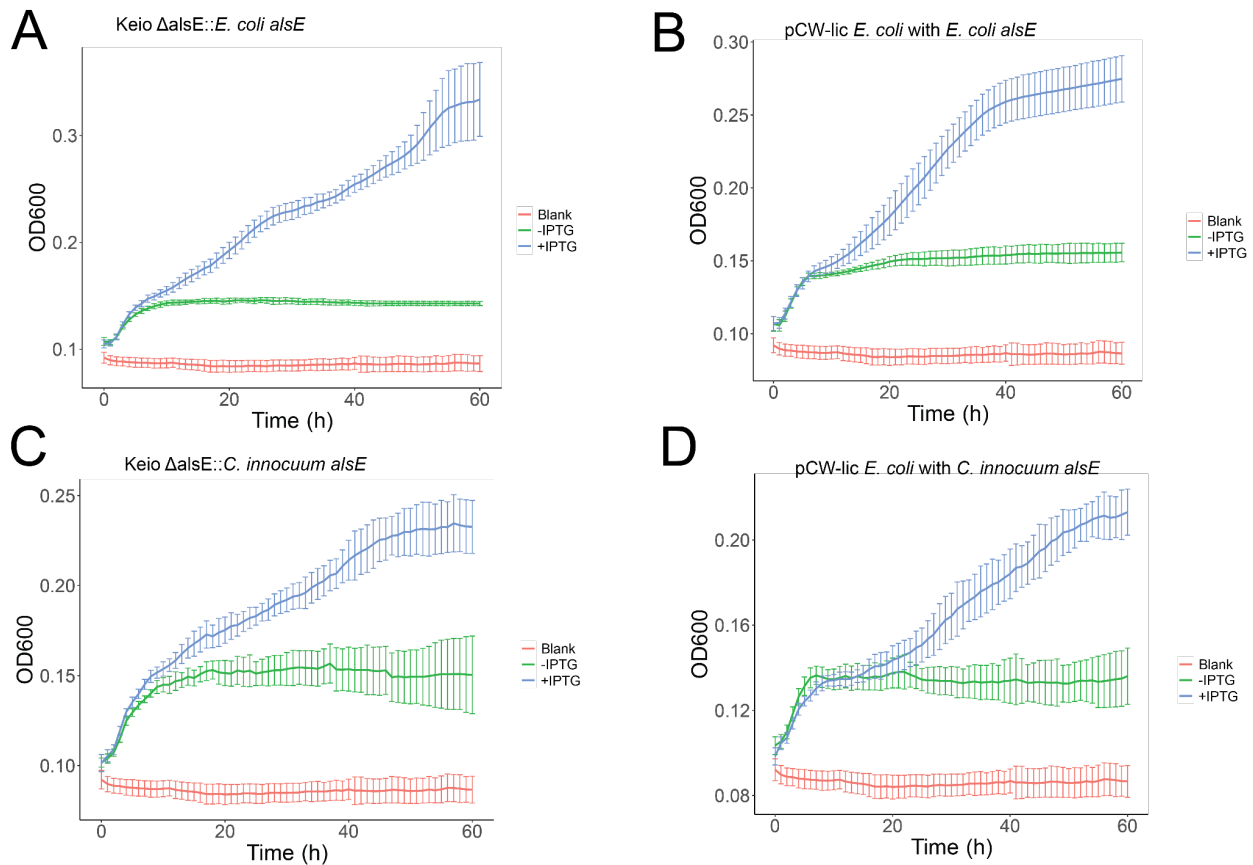 A
Keio ΔalsE::E. coli alsE
OD600
0.3
0.2
0.1
0
20
40
60
Time (h)
Blank
-IPTG
+IPTG
B
pCW-lic E. coli with E. coli alsE
OD600
0.30
0.25
0.20
0.15
0.10
0
20
40
60
Time (h)
Blank
-IPTG
+IPTG
C
Keio ΔalsE::C. innocuum alsE
OD600
0.25
0.20
0.15
0.10
0
20
40
60
Time (h)
Blank
-IPTG
+IPTG
D
pCW-lic E. coli with C. innocuum alsE
OD600
0.20
0.16
0.12
0.08
0
20
40
60
Time (h)
Blank
-IPTG
+IPTG